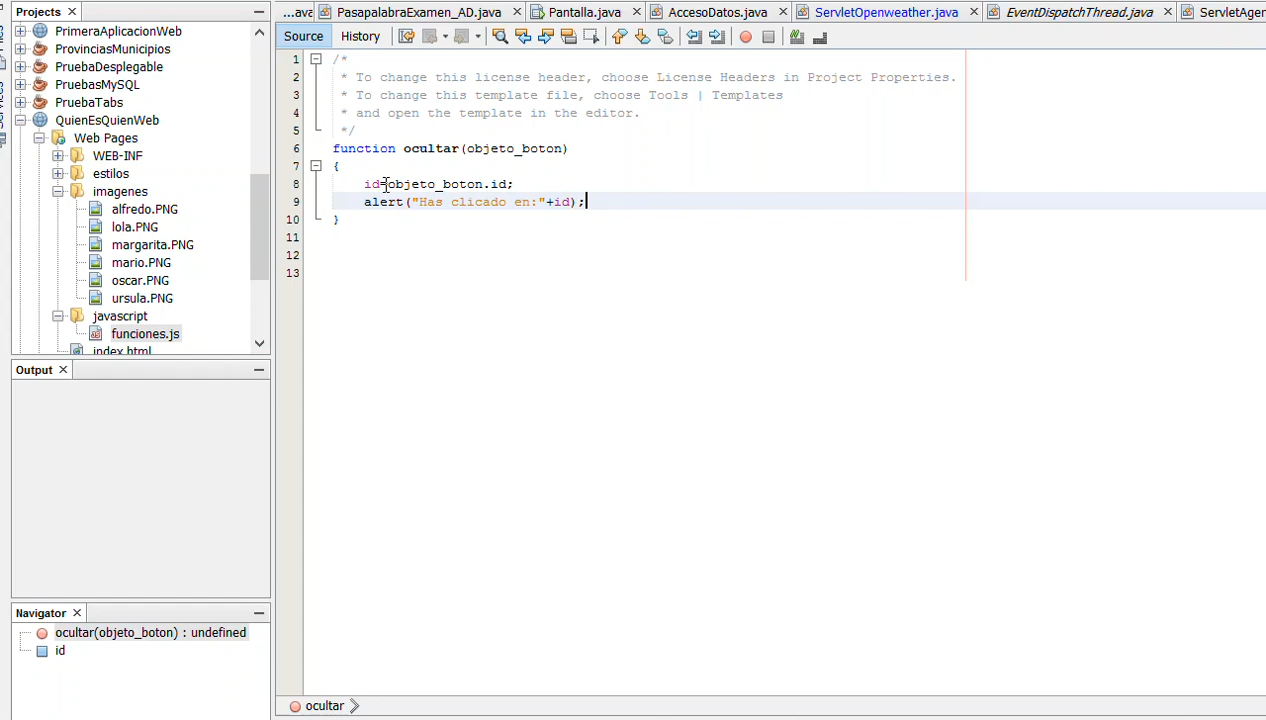 Projects
PrimeraAplicacionWeb
ProvinciasMunicipios
PruebaDesplegable
PruebasMySQL
PruebaTabs
QuienEsQuienWeb
Web Pages
WEB-INF
estilos
imagenes
alfredo.PNG
lola.PNG
margarita.PNG
mario.PNG
oscar.PNG
ursula.PNG
javascript
funciones.js
index.html
Output
Navigator
ocultar(objeto_boton) : undefined
id
...ava PasapalabraExamen_AD.java Pantalla.java AccesoDatos.java ServletOpenweather.java EventDispatchThread.java ServletAgen
Source History
1 /*
2 * To change this license header, choose License Headers in Project Properties.
3 * To change this template file, choose Tools | Templates
4 * and open the template in the editor.
5 */
6 function ocultar(objeto_boton)
7 {
8 id=objeto_boton.id;
9 alert("Has clicado en:"+id);
10 }
11
12
13
ocultar